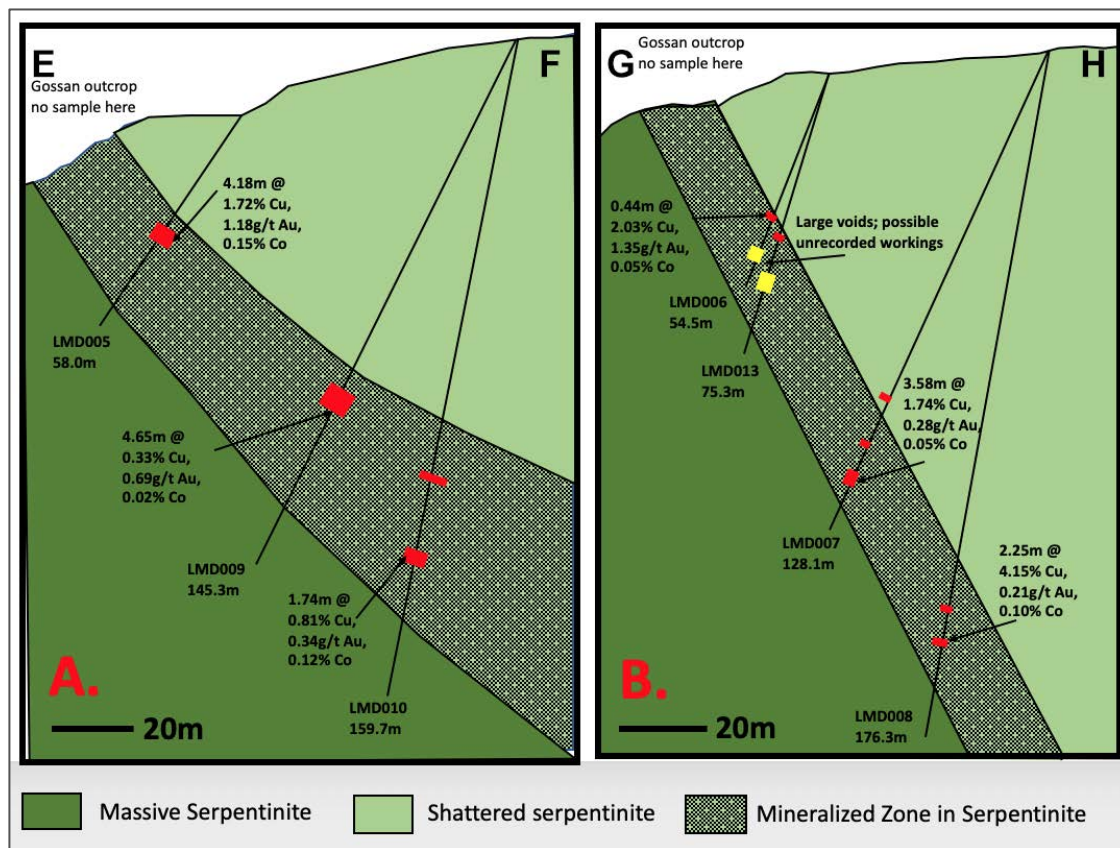 E
Gossan outcrop
no sample here
F
4.18m @
1.72% Cu,
1.18g/t Au,
0.15% Co
LMD005
58.0m
4.65m @
0.33% Cu,
0.69g/t Au,
0.02% Co
LMD009
145.3m
1.74m @
0.81% Cu,
0.34g/t Au,
0.12% Co
LMD010
159.7m
A.
20m
Gossan outcrop
no sample here
G
H
0.44m @
2.03% Cu,
1.35g/t Au,
0.05% Co
Large voids; possible
unrecorded workings
LMD006
54.5m
LMD013
75.3m
3.58m @
1.74% Cu,
0.28g/t Au,
0.05% Co
LMD007
128.1m
2.25m @
4.15% Cu,
0.21g/t Au,
0.10% Co
LMD008
176.3m
B.
20m
Massive Serpentinite
Shattered serpentinite
Mineralized Zone in Serpentinite